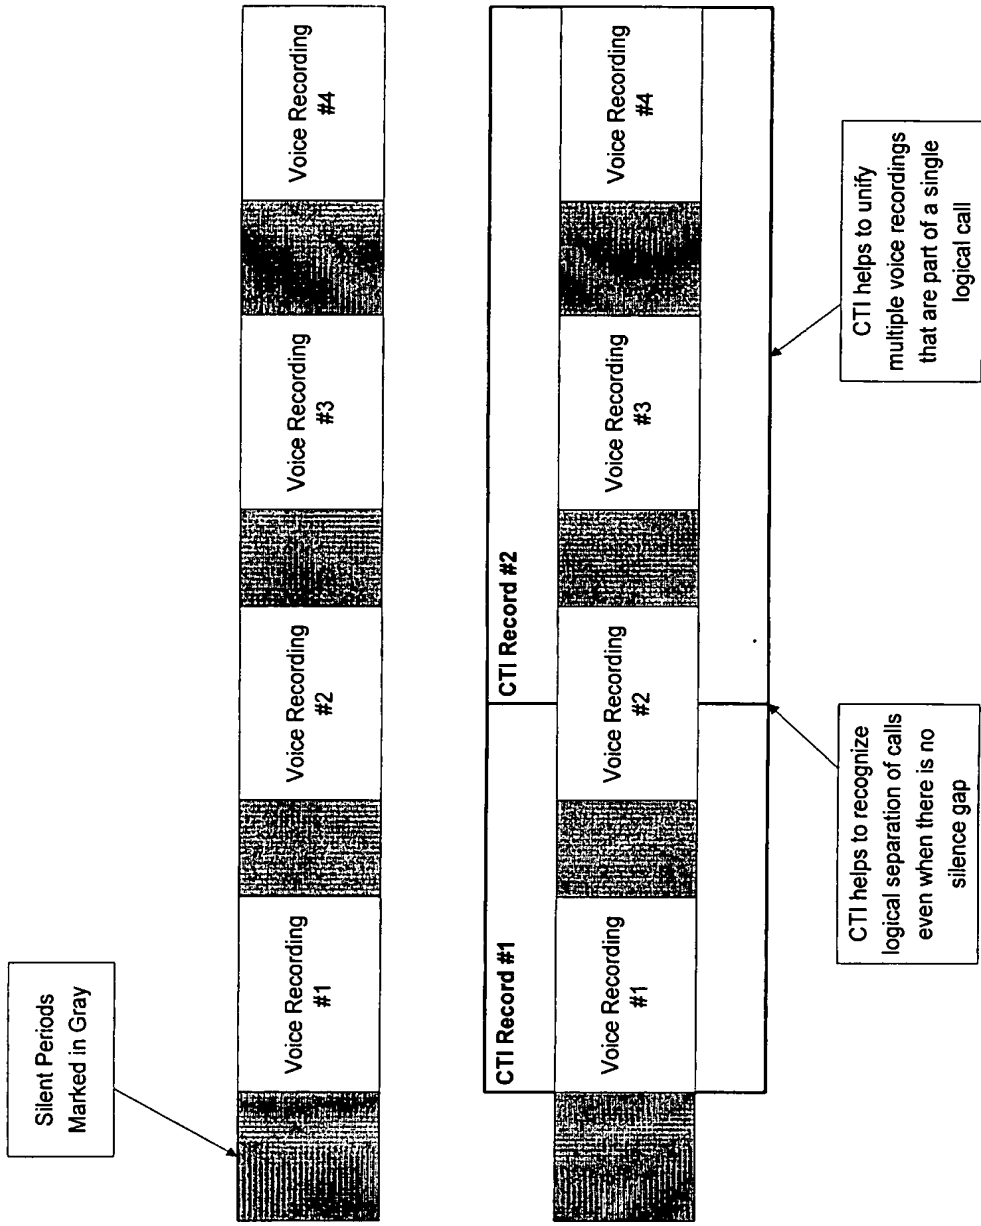 Silent Periods
Marked in Gray
Voice Recording
#1
Voice Recording
#2
Voice Recording
#3
Voice Recording
#4
CTI Record #1
CTI Record #2
Voice Recording
#1
Voice Recording
#2
Voice Recording
#3
Voice Recording
#4
CTI helps to recognize
logical separation of calls
even when there is no
silence gap
CTI helps to unify
multiple voice recordings
that are part of a single
logical call